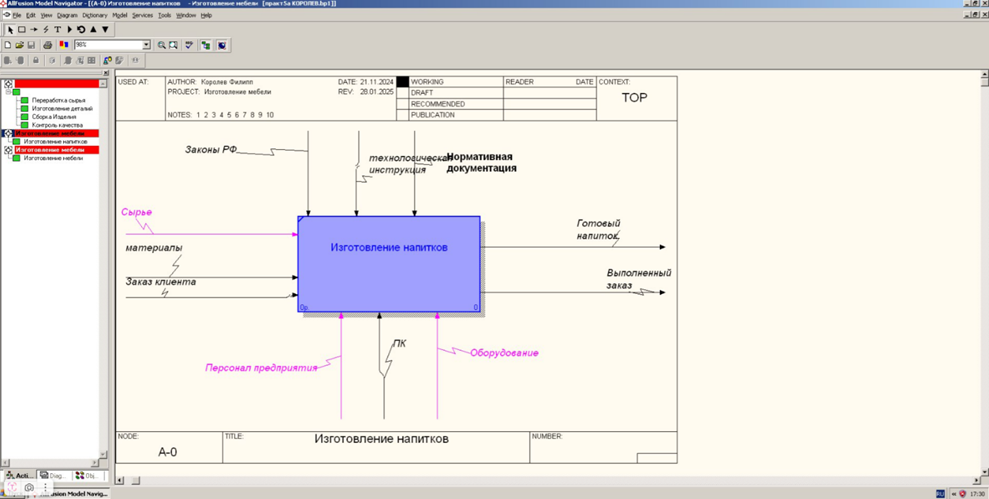 AllFusion Model Navigator - [(A-0) Изготовление напитков - Изготовление мебели [практ5а КОРОЛЕВ.bp1]]
File Edit View Diagram Dictionary Model Services Tools Window Help
98%
Переработка сырья
Изготовление деталий
Сборка Изделия
Контроль качества
Изготовление мебели
Изготовление напитков
Изготовление мебели
Изготовление мебели
USED AT:
AUTHOR: Королев Филипп
DATE: 21.11.2024
PROJECT: Изготовление мебели
REV: 28.01.2025
NOTES: 1 2 3 4 5 6 7 8 9 10
WORKING
DRAFT
RECOMMENDED
PUBLICATION
READER
DATE
CONTEXT:
TOP
Законы РФ
технологическая
инструкция
Нормативная
документация
Сырье
материалы
Заказ клиента
Изготовление напитков
0р.
0
Готовый
напиток
Выполненный
заказ
Персонал предприятия
ПК
Оборудование
NODE:
A-0
TITLE:
Изготовление напитков
NUMBER:
Acti...
Diag...
Obj...
Fusion Model Navig...
RU
17:30